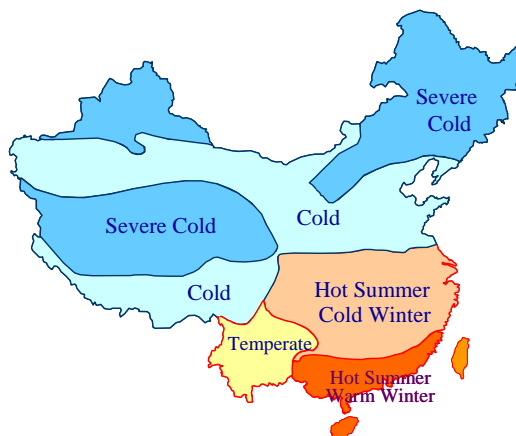 Severe
Cold
Severe Cold
Cold
Cold
Hot Summer
Cold Winter
Temperate
Hot Summer
Warm Winter